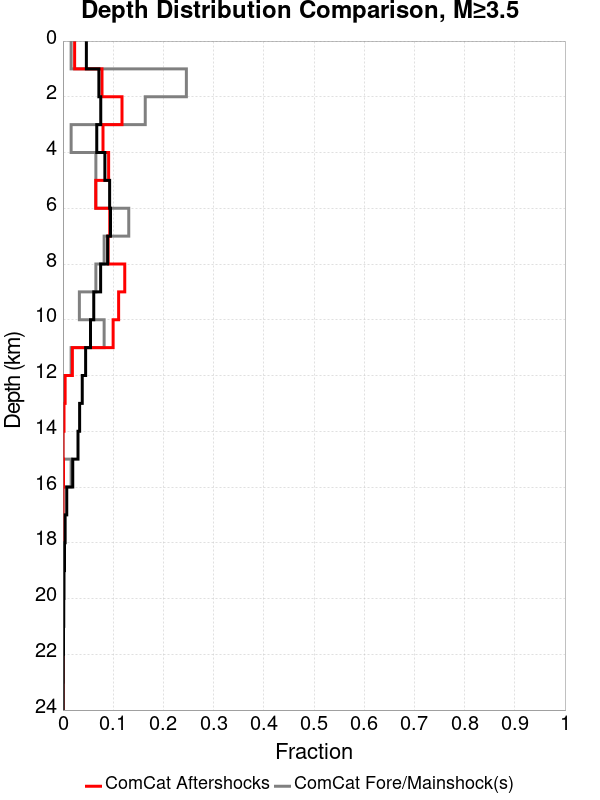 Depth Distribution Comparison, M≥3.5
0
2
4
6
8
10
12
14
16
18
20
22
24
Depth (km)
0 0.1 0.2 0.3 0.4 0.5 0.6 0.7 0.8 0.9 1
Fraction
ComCat Aftershocks ComCat Fore/Mainshock(s)